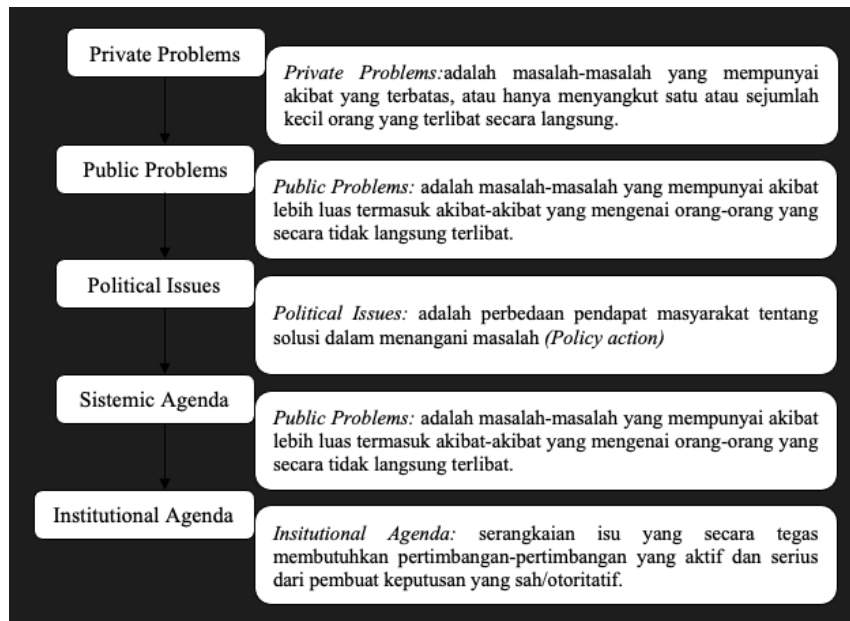 Private Problems
Private Problems:adalah masalah-masalah yang mempunyai
akibat yang terbatas, atau hanya menyangkut satu atau sejumlah
kecil orang yang terlibat secara langsung.
Public Problems
Public Problems: adalah masalah-masalah yang mempunyai akibat
lebih luas termasuk akibat-akibat yang mengenai orang-orang yang
secara tidak langsung terlibat.
Political Issues
Political Issues: adalah perbedaan pendapat masyarakat tentang
solusi dalam menangani masalah (Policy action)
Sistemic Agenda
Public Problems: adalah masalah-masalah yang mempunyai akibat
lebih luas termasuk akibat-akibat yang mengenai orang-orang yang
secara tidak langsung terlibat.
Institutional Agenda
Insitutional Agenda: serangkaian isu yang secara tegas
membutuhkan pertimbangan-pertimbangan yang aktif dan serius
dari pembuat keputusan yang sah/otoritatif.